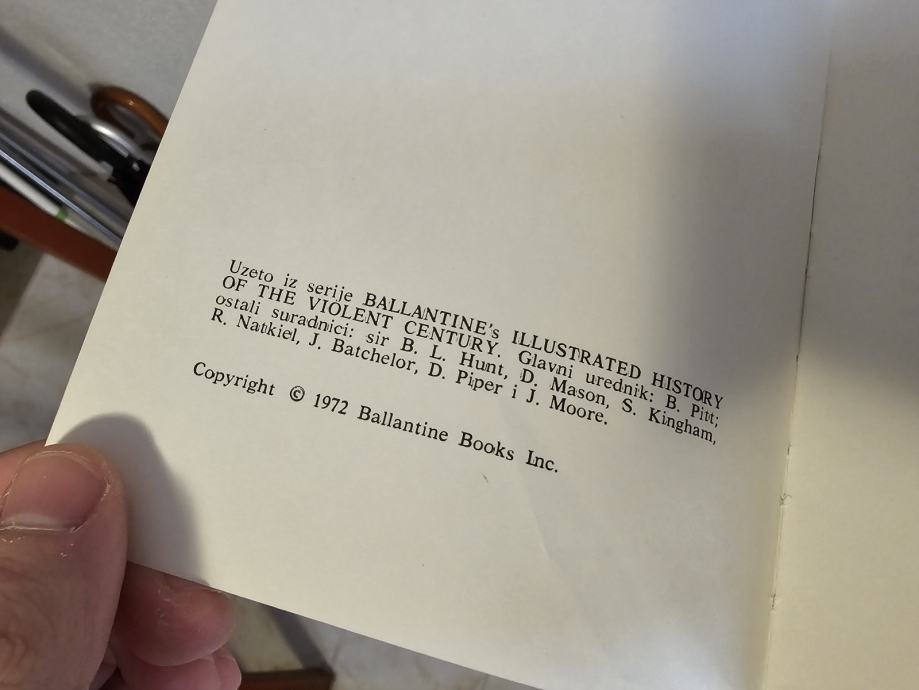 Uzeto iz serije BALLANTINE's ILLUSTRATED HISTORY
OF THE VIOLENT CENTURY. Glavni urednik: B. Pitt;
ostali suradnici: sir B. L. Hunt, D. Mason, S. Kingham,
R. Natkiel, J. Batchelor, D. Piper i J. Moore.
Copyright © 1972 Ballantine Books Inc.